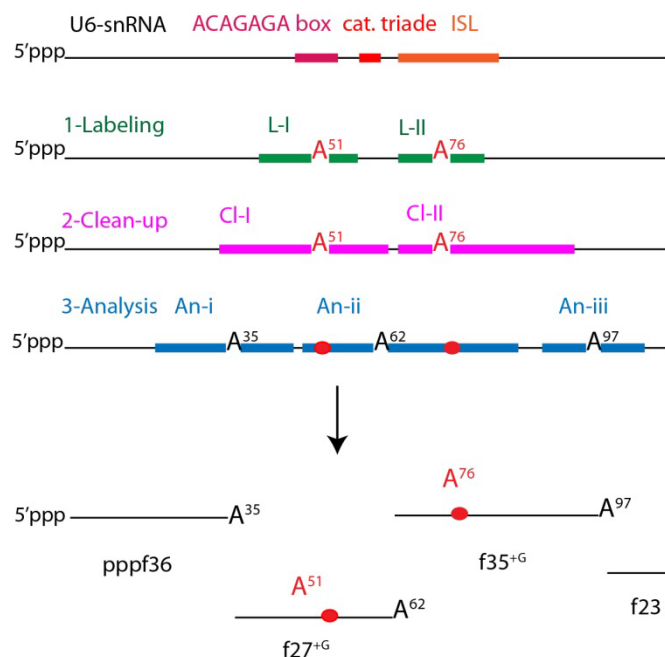 U6-snRNA ACAGAGA box cat. triade ISL
5'ppp
1-Labeling L-I L-II
5'ppp A51 A76
2-Clean-up Cl-I Cl-II
5'ppp A51 A76
3-Analysis An-i An-ii An-iii
5'ppp A35 A62 A97
A76
5'ppp A35 A97
pppf36 f35+G
A51 A62 f23
f27+G